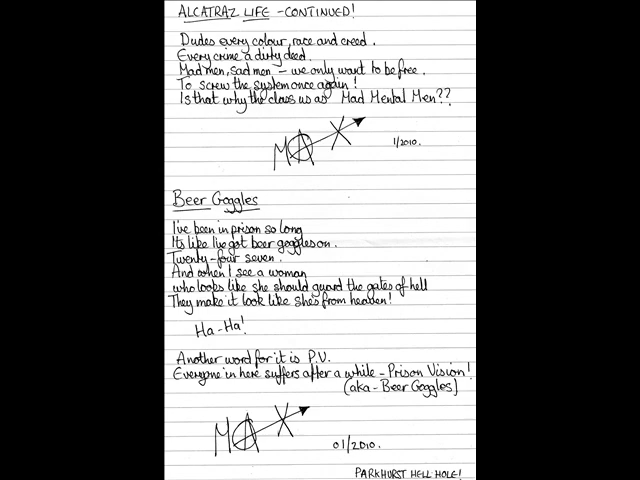 ALCATRAZ LIFE - CONTINUED!
Dudes every colour, race and creed.
Every crime a dirty deed.
Mad men, sad men - we only want to be free.
To screw the system once again!
Is that why the class us as Mad Mental Men??
MAX
1/2010.
Beer Goggles
I've been in prison so long
Its like I've got beer goggles on.
Twenty-four seven.
And when I see a woman
who looks like she should guard the gates of hell
They make it look like shes from heaven!
Ha-Ha!
Another word for it is P.V.
Everyone in here suffers after a while - Prison Vision!
(aka - Beer Goggles)
MAX
01/2010.
PARKHURST HELL HOLE!